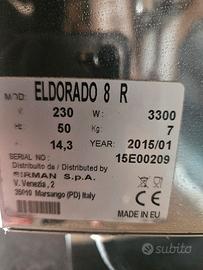 MOD: ELDORADO 8 R
V: 230 W: 3300
Hz: 50 Kg: 7
A: 14,3 YEAR: 2015/01
SERIAL NO: 15E00209
Distribuito da / Distributed by
SIRMAN S.p.A.
V. Venezia, 2
35010 Marsango (PD) Italy
CE
MADE IN EU
subito